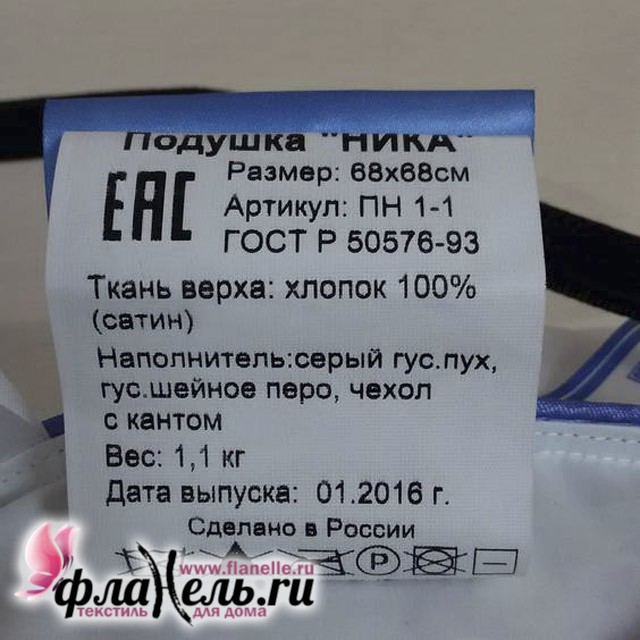 Подушка "НИКА"
ЕАС
Размер: 68х68см
Артикул: ПН 1-1
ГОСТ Р 50576-93
Ткань верха: хлопок 100%
(сатин)
Наполнитель:серый гус.пух,
гус.шейное перо, чехол
с кантом
Вес: 1,1 кг
Дата выпуска: 01.2016 г.
Сделано в России
P
www.flanelle.ru
фланель.ru
текстиль для дома